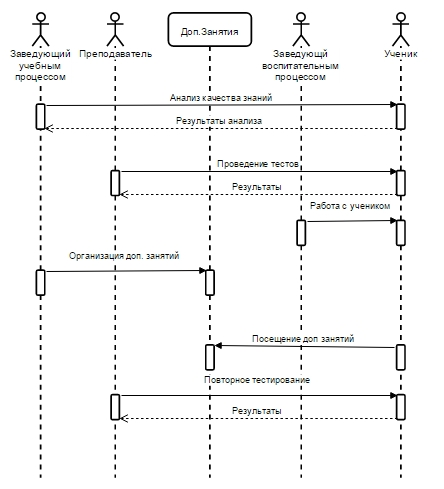 Заведующий
учебным
процессом
Преподаватель
Доп.Занятия
Заведующй
воспитательным
процессом
Ученик
Анализ качества знаний
Результаты анализа
Проведение тестов
Результаты
Работа с учеником
Организация доп. занятий
Посещение доп занятий
Повторное тестирование
Результаты